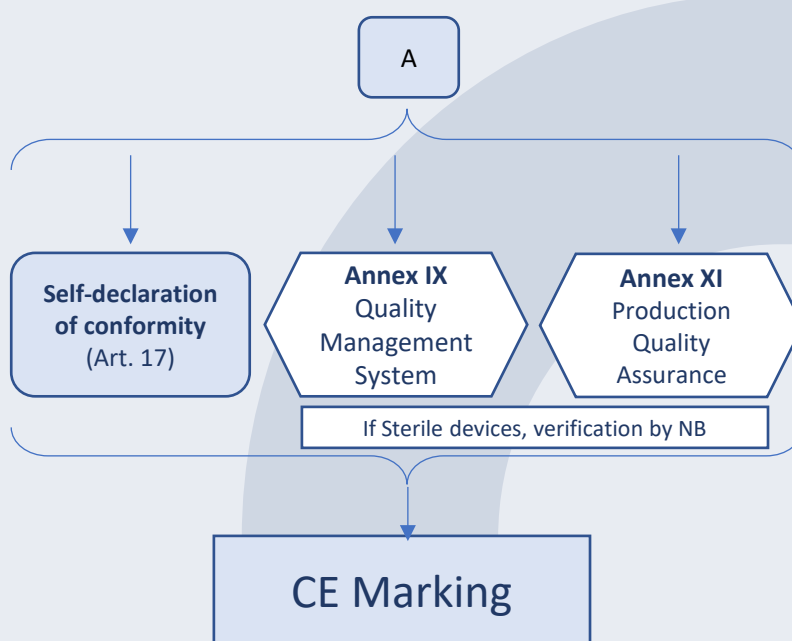 A
Self-declaration
of conformity
(Art. 17)
Annex IX
Quality
Management
System
Annex XI
Production
Quality
Assurance
If Sterile devices, verification by NB
CE Marking